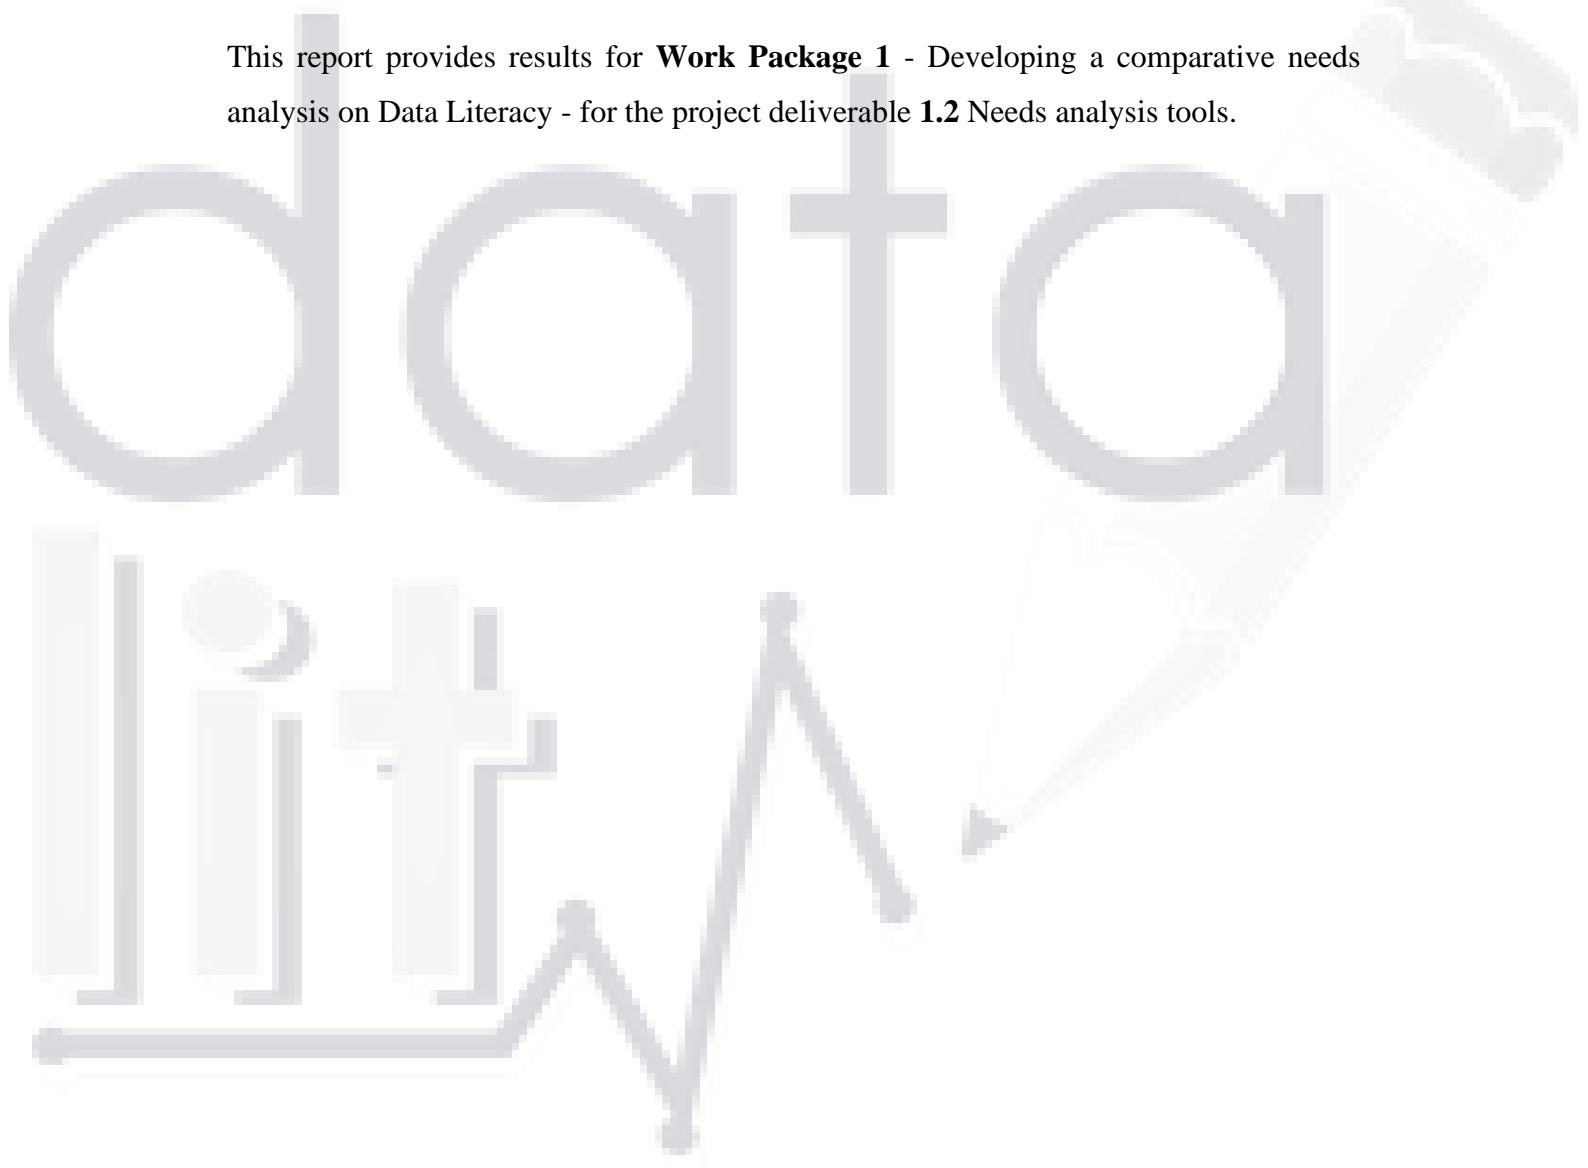 This report provides results for Work Package 1 - Developing a comparative needs
analysis on Data Literacy - for the project deliverable 1.2 Needs analysis tools.
data
lit